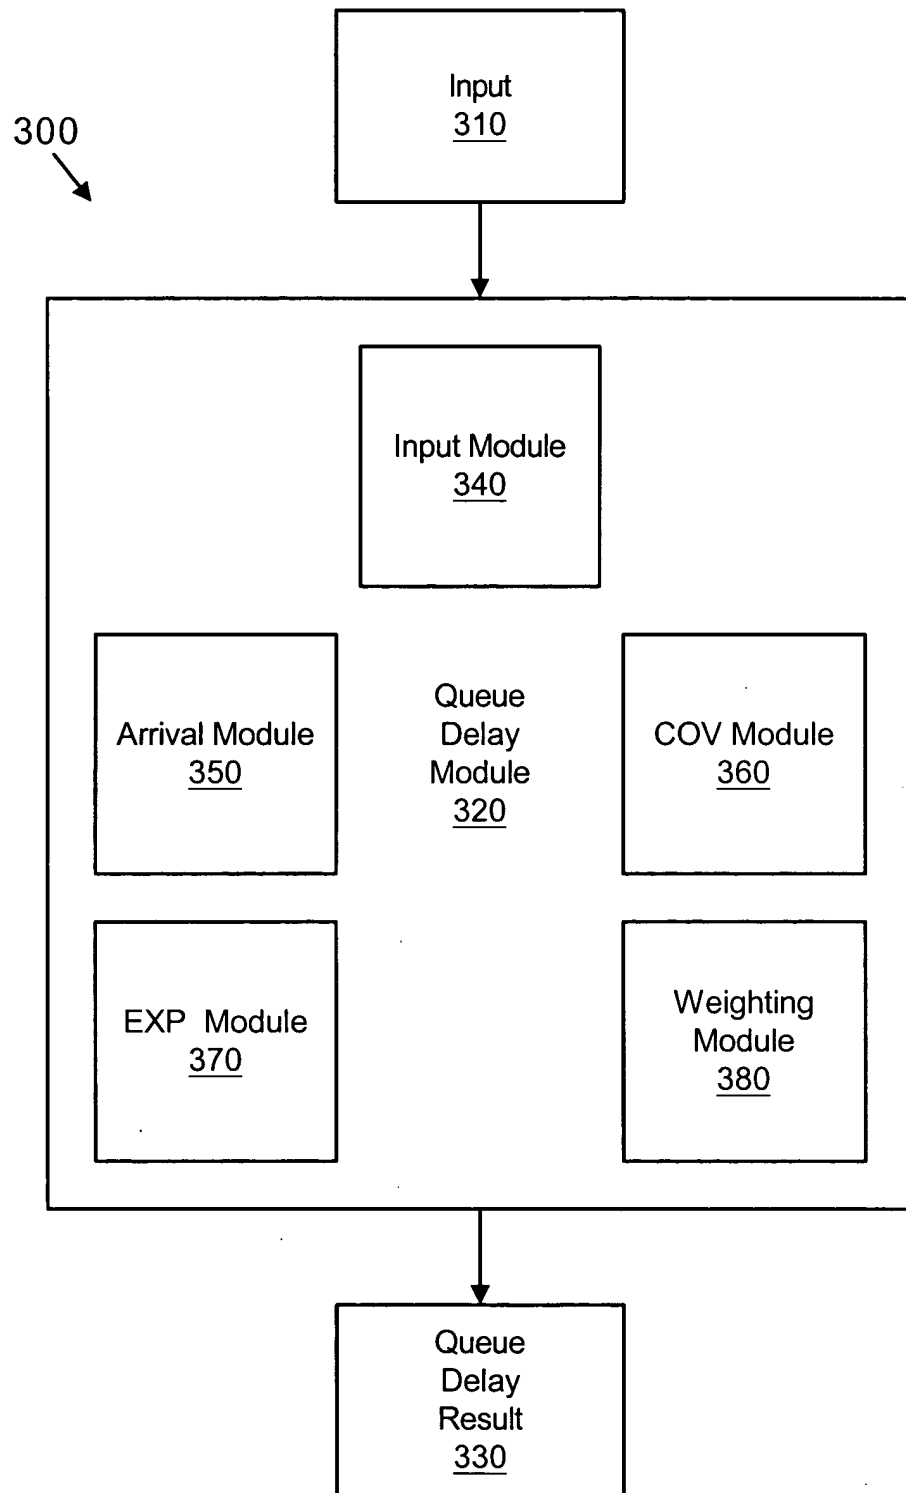 Input
310
300
Input Module
340
Arrival Module
350
Queue
Delay
Module
320
COV Module
360
EXP Module
370
Weighting
Module
380
Queue
Delay
Result
330